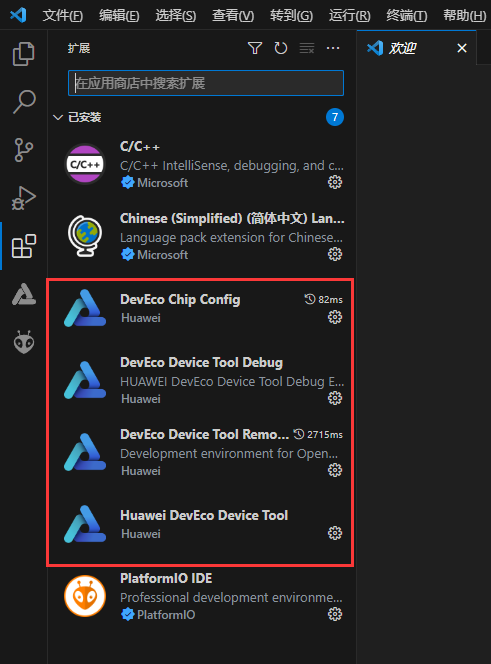 文件(F) 编辑(E) 选择(S) 查看(V) 转到(G) 运行(R) 终端(T) 帮助(H)
扩展
欢迎
在应用商店中搜索扩展
已安装
7
C/C++
C/C++
C/C++ IntelliSense, debugging, and c...
Microsoft
Chinese (Simplified) (简体中文) Lan...
Language pack extension for Chinese...
Microsoft
DevEco Chip Config 82ms
Huawei
DevEco Device Tool Debug
HUAWEI DevEco Device Tool Debug E...
Huawei
DevEco Device Tool Remo... 2715ms
Development environment for Open...
Huawei
Huawei DevEco Device Tool
Huawei
PlatformIO IDE
Professional development environme...
PlatformIO